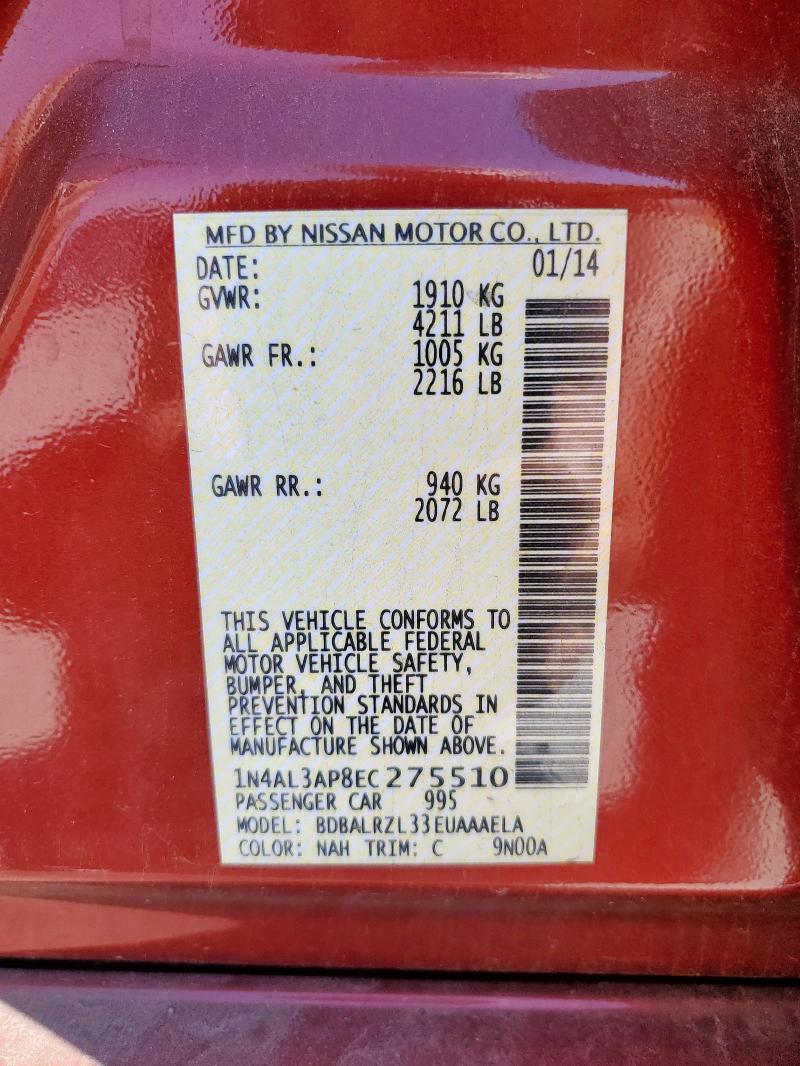 MFD BY NISSAN MOTOR CO., LTD.
DATE: 01/14
GVWR: 1910 KG
4211 LB
GAWR FR.: 1005 KG
2216 LB
GAWR RR.: 940 KG
2072 LB
THIS VEHICLE CONFORMS TO
ALL APPLICABLE FEDERAL
MOTOR VEHICLE SAFETY,
BUMPER, AND THEFT
PREVENTION STANDARDS IN
EFFECT ON THE DATE OF
MANUFACTURE SHOWN ABOVE.
1N4AL3AP8EC275510
PASSENGER CAR 995
MODEL: BDBALRZL33EUAAAELA
COLOR: NAH TRIM: C 9N00A